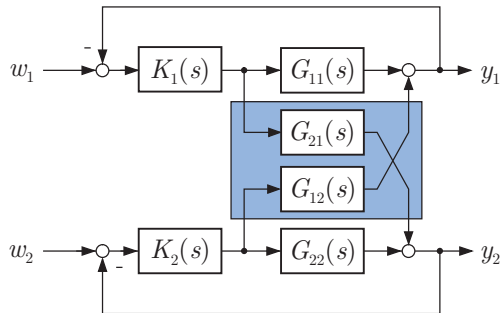 -
w₁ K₁(s) G₁₁(s) y₁
G₂₁(s)
G₁₂(s)
w₂ K₂(s) G₂₂(s) y₂
-